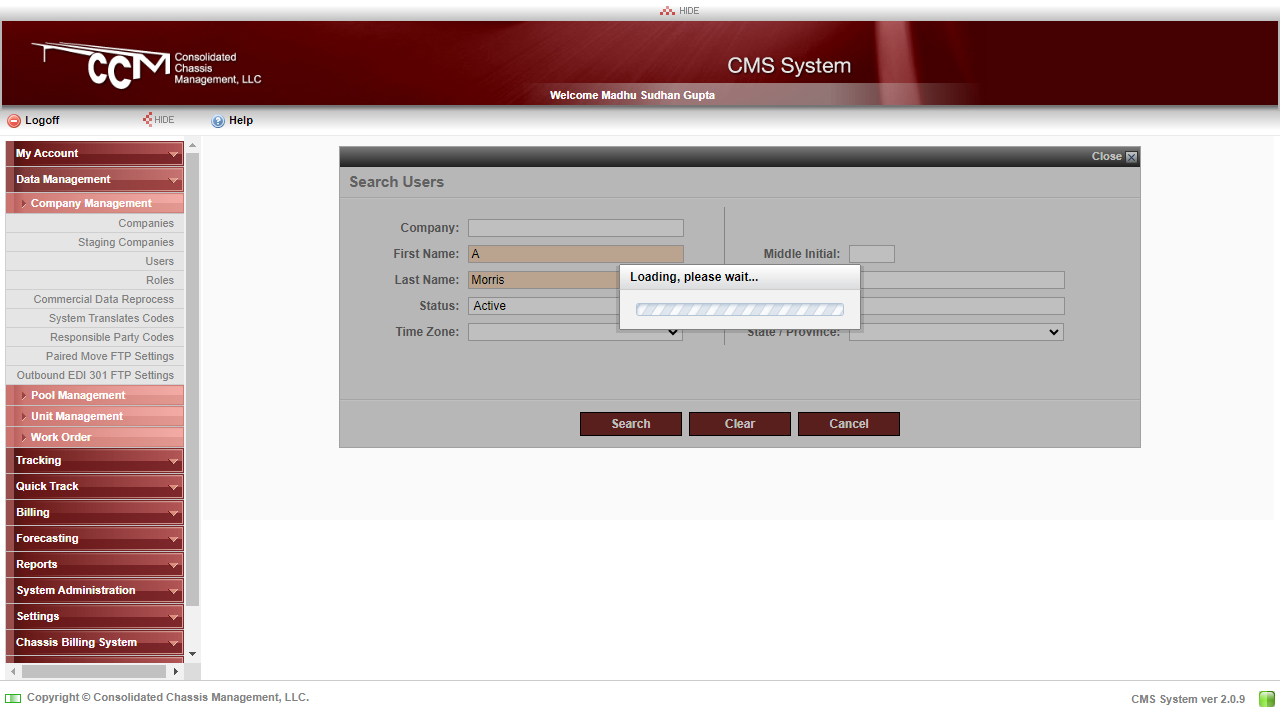 HIDE
CCM Consolidated
Chassis
Management, LLC
CMS System
Welcome Madhu Sudhan Gupta
Logoff
HIDE
Help
My Account
Data Management
Company Management
Companies
Staging Companies
Users
Roles
Commercial Data Reprocess
System Translates Codes
Responsible Party Codes
Paired Move FTP Settings
Outbound EDI 301 FTP Settings
Pool Management
Unit Management
Work Order
Tracking
Quick Track
Billing
Forecasting
Reports
System Administration
Settings
Chassis Billing System
Close
Search Users
Company:
First Name: A
Middle Initial:
Last Name: Morris
Status: Active
Time Zone:
State / Province:
Loading, please wait...
Search Clear Cancel
Copyright © Consolidated Chassis Management, LLC.
CMS System ver 2.0.9